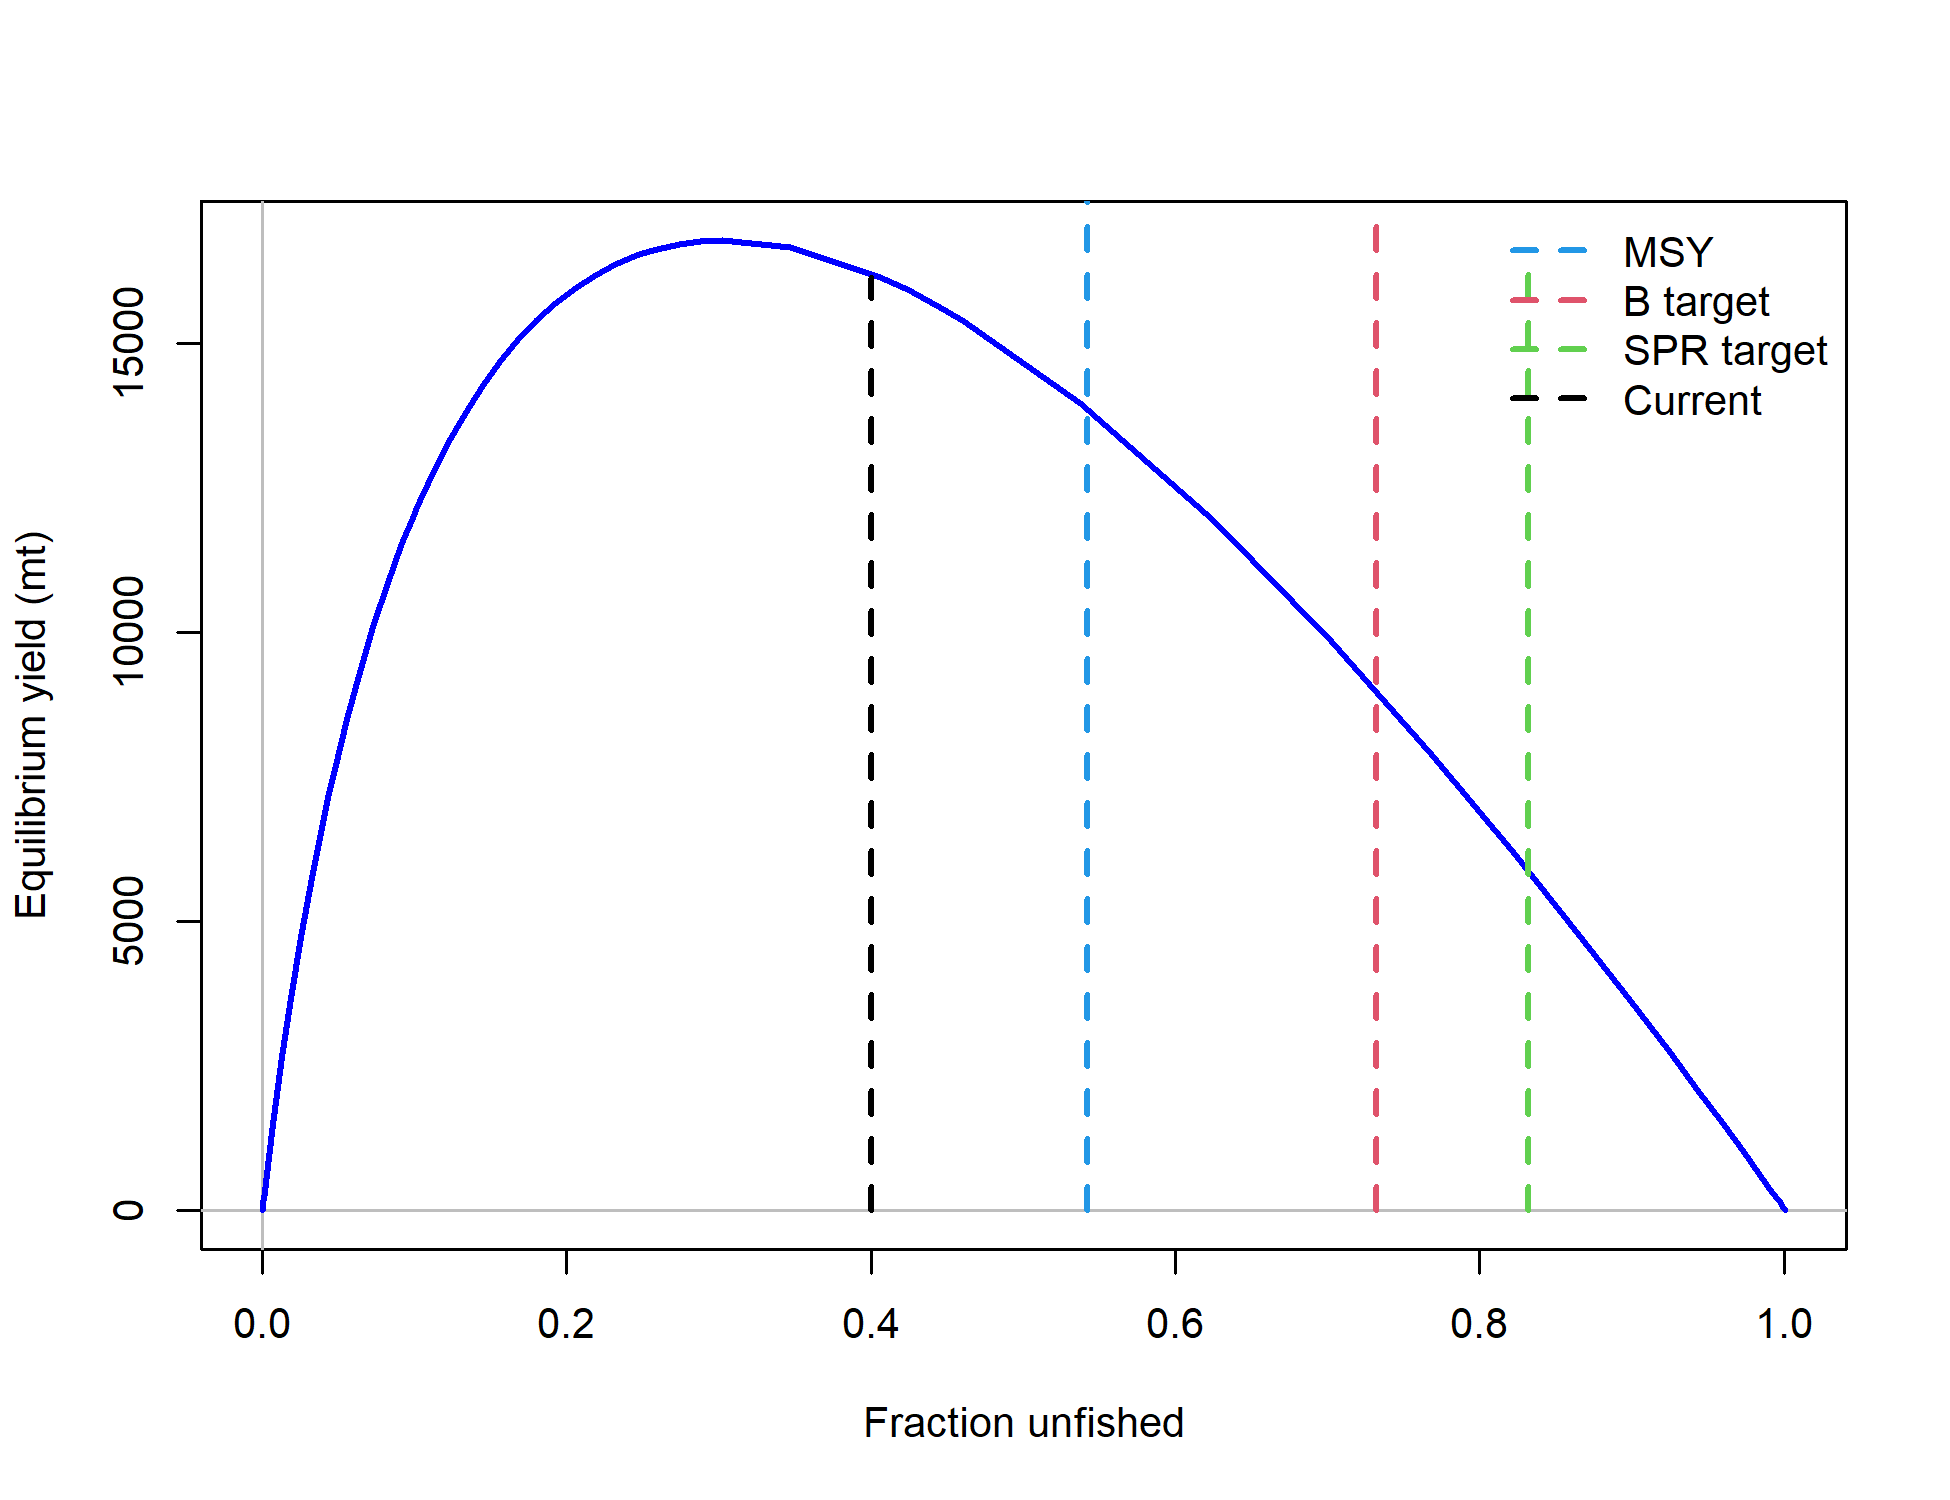 MSY
B target
SPR target
Current
Equilibrium yield (mt)
15000
10000
5000
0
0.0 0.2 0.4 0.6 0.8 1.0
Fraction unfished